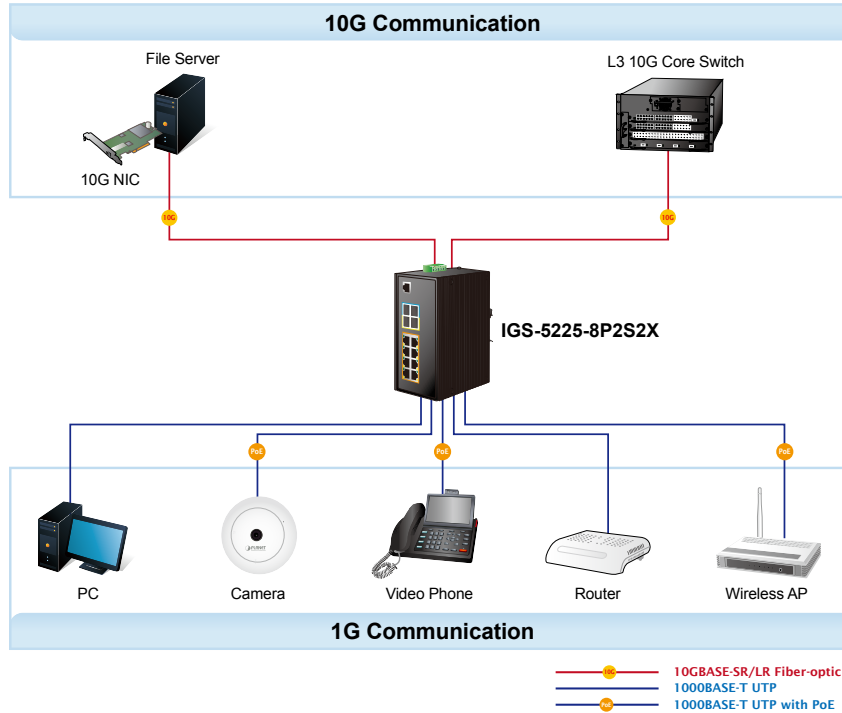 10G Communication
File Server
L3 10G Core Switch
10G NIC
10G
10G
IGS-5225-8P2S2X
PoE
PoE
PoE
PLANET
PC
Camera
Video Phone
Router
Wireless AP
1G Communication
10G
10GBASE-SR/LR Fiber-optic
1000BASE-T UTP
PoE
1000BASE-T UTP with PoE